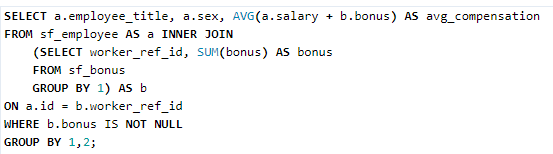 SELECT a.employee_title, a.sex, AVG(a.salary + b.bonus) AS avg_compensation
FROM sf_employee AS a INNER JOIN
    (SELECT worker_ref_id, SUM(bonus) AS bonus
    FROM sf_bonus
    GROUP BY 1) AS b
ON a.id = b.worker_ref_id
WHERE b.bonus IS NOT NULL
GROUP BY 1,2;